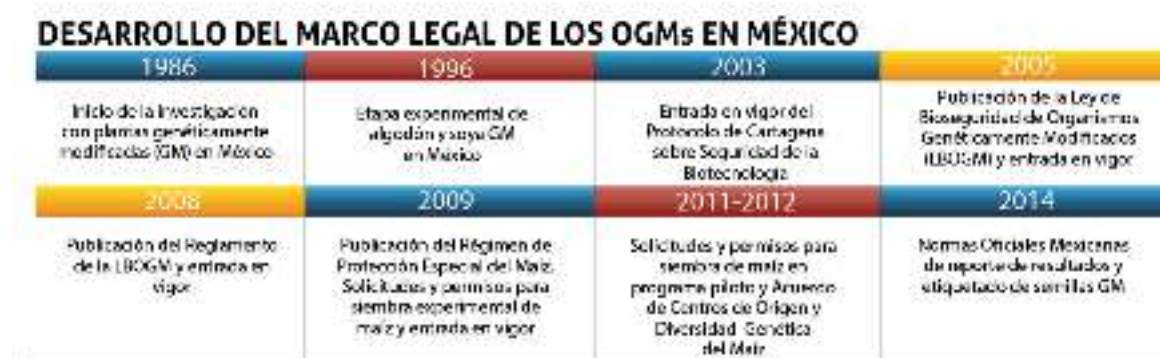 DESARROLLO DEL MARCO LEGAL DE LOS OGMs EN MÉXICO
1986
Inicio de la investigación
con plantas genéticamente
modificadas (GM) en México
1996
Etapa experimental de
algodón y soya GM
en México
2003
Entrada en vigor del
Protocolo de Cartagena
sobre Seguridad de la
Biotecnología
2005
Publicación de la Ley de
Bioseguridad de Organismos
Genéticamente Modificados
(LBOGM) y entrada en vigor
2008
Publicación del Reglamento
de la LBOGM y entrada en
vigor
2009
Publicación del Régimen de
Protección Especial del Maíz.
Solicitudes y permisos para
siembra experimental de
maíz y entrada en vigor
2011-2012
Solicitudes y permisos para
siembra de maíz en
programa piloto y Acuerdo
de Centros de Origen y
Diversidad Genética
del Maíz
2014
Normas Oficiales Mexicanas
de reporte de resultados y
etiquetado de semillas GM